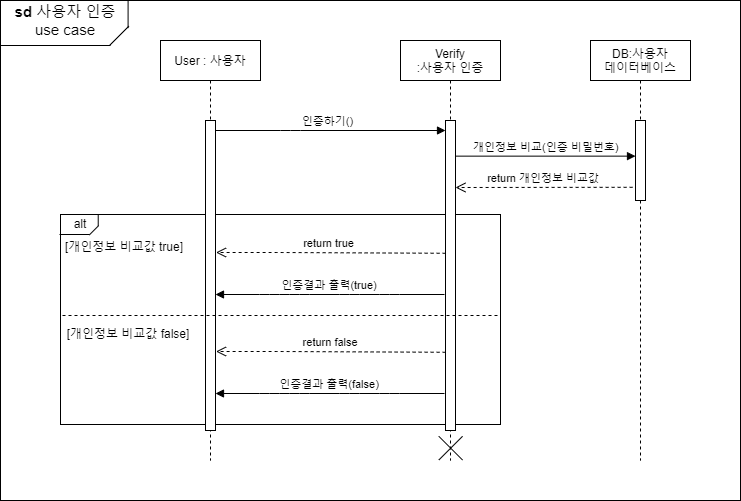 sd 사용자 인증
use case
User : 사용자
Verify
:사용자 인증
DB:사용자
데이터베이스
인증하기()
개인정보 비교(인증 비밀번호)
return 개인정보 비교값
alt
[개인정보 비교값 true]
return true
인증결과 출력(true)
[개인정보 비교값 false]
return false
인증결과 출력(false)